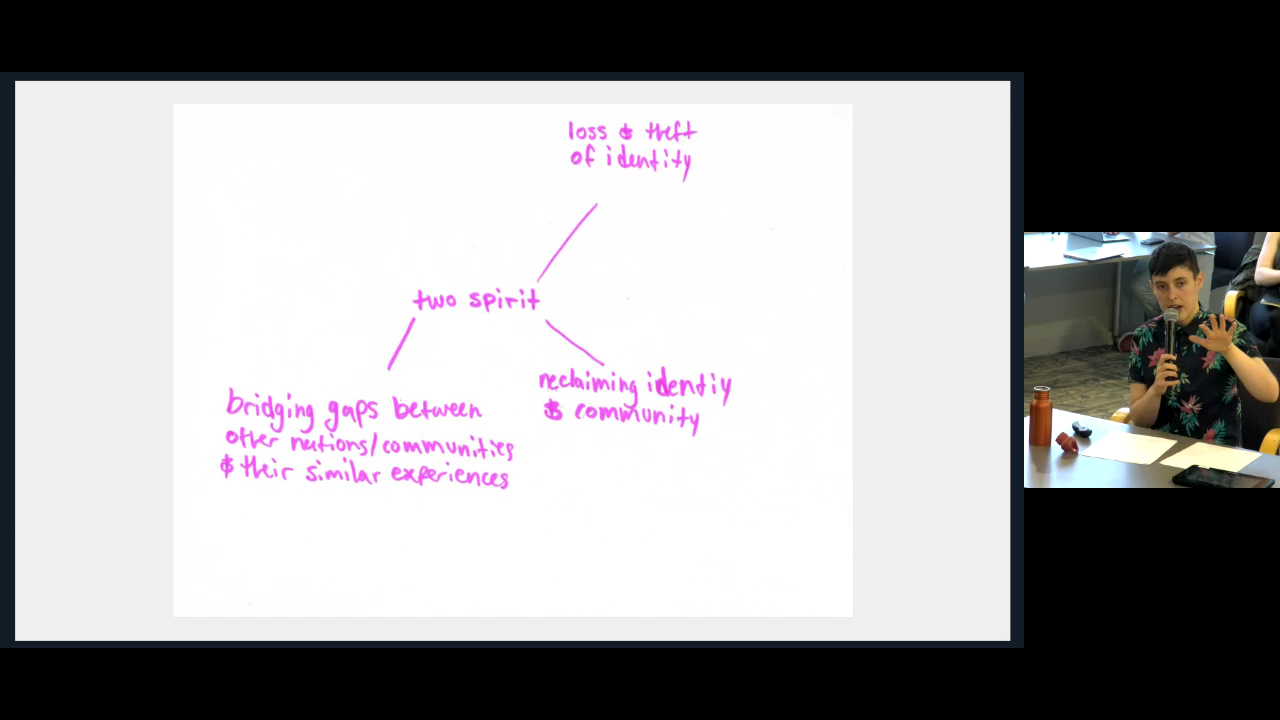 loss & theft
of identity
two spirit
bridging gaps between
other nations/communities
& their similar experiences
reclaiming identiy
& community